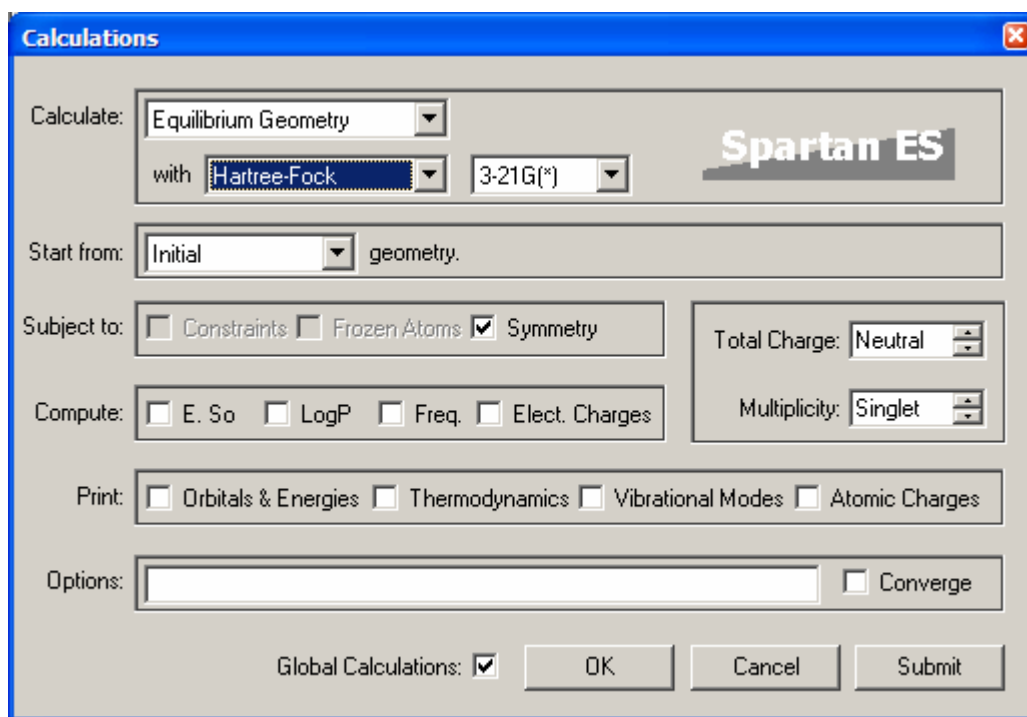 Calculations
Calculate: Equilibrium Geometry
with Hartree-Fock 3-21G(*)
Spartan ES
Start from: Initial geometry.
Subject to: Constraints Frozen Atoms Symmetry
Total Charge: Neutral
Compute: E. So LogP Freq. Elect. Charges
Multiplicity: Singlet
Print: Orbitals & Energies Thermodynamics Vibrational Modes Atomic Charges
Options: Converge
Global Calculations: OK Cancel Submit